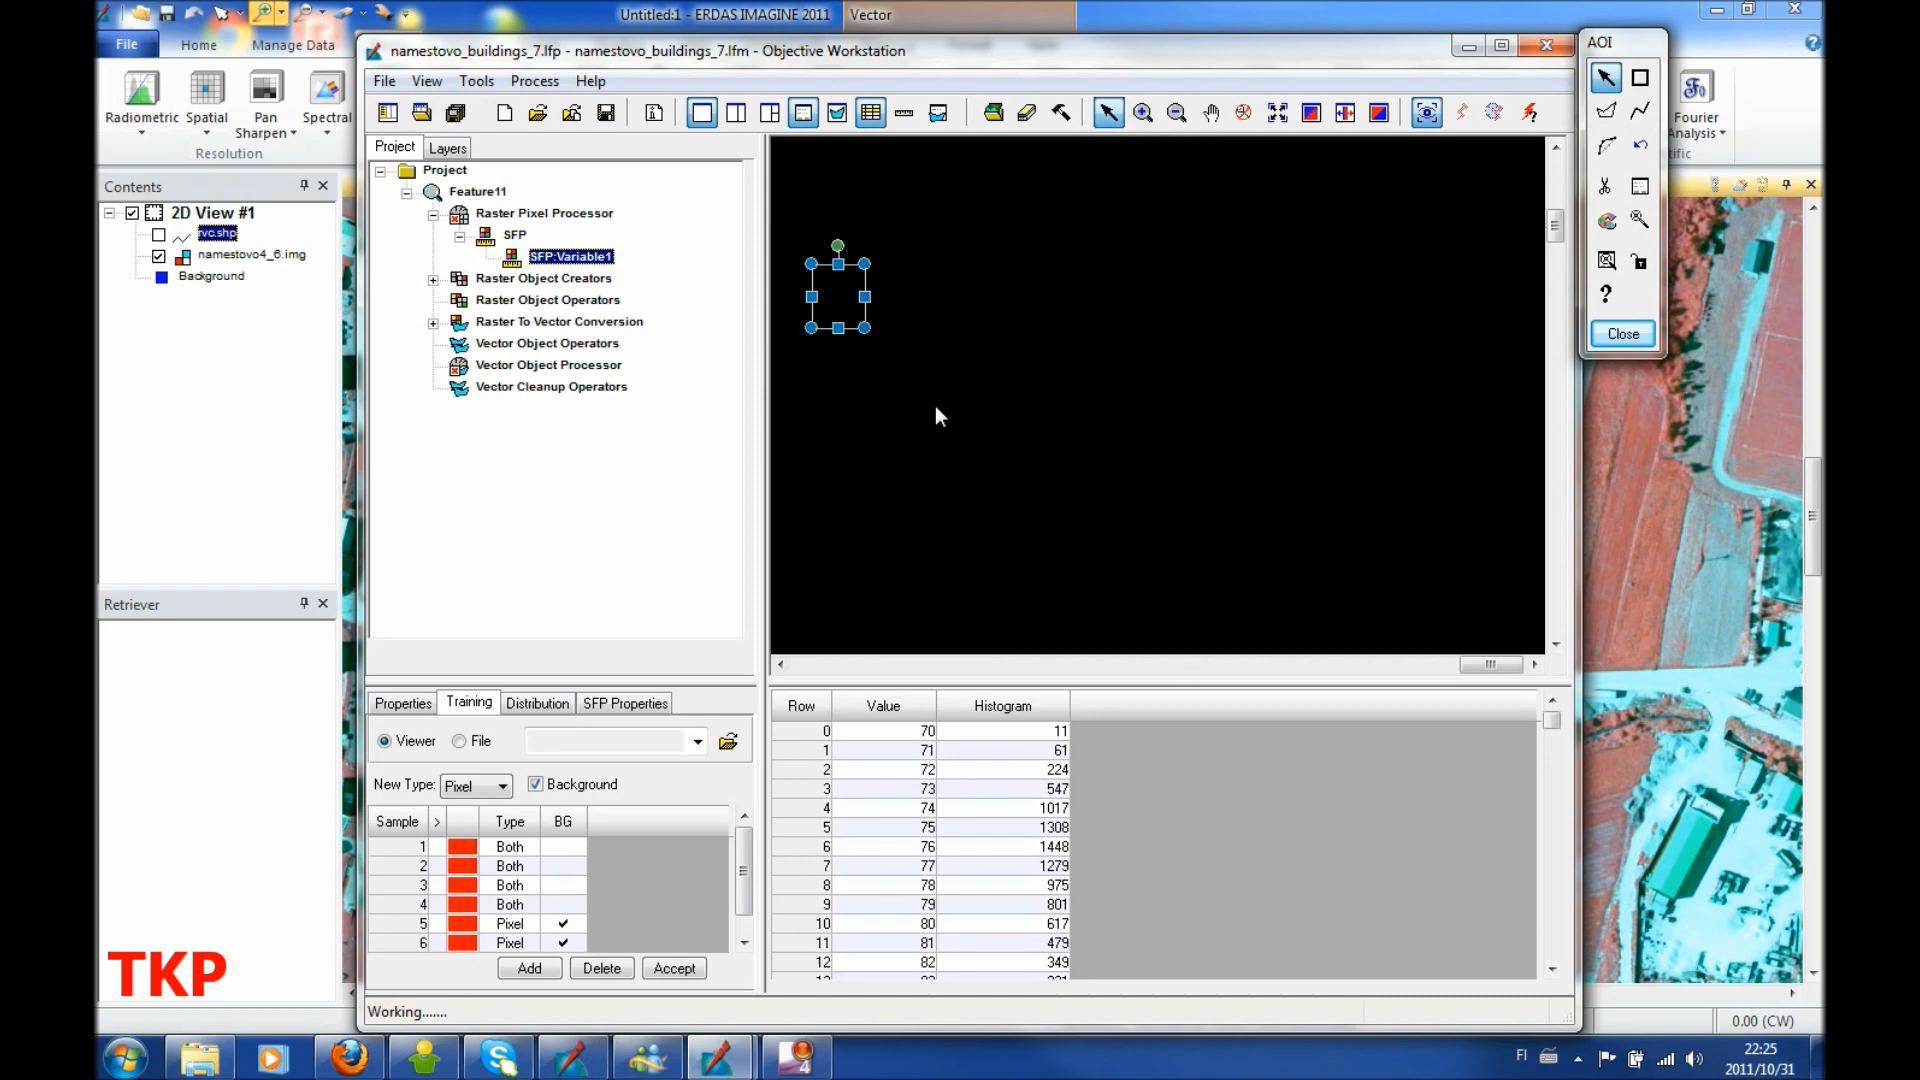 Untitled:1 - ERDAS IMAGINE 2011
Vector
File
Home
Manage Data
Radiometric
Spatial
Pan
Sharpen
Spectral
Resolution
Contents
2D View #1
rvc.shp
namestovo4_6.img
Background
Retriever
TKP
namestovo_buildings_7.lfp - namestovo_buildings_7.lfm - Objective Workstation
File View Tools Process Help
Project
Layers
Project
Feature11
Raster Pixel Processor
SFP
SFP:Variable1
Raster Object Creators
Raster Object Operators
Raster To Vector Conversion
Vector Object Operators
Vector Object Processor
Vector Cleanup Operators
Properties Training Distribution SFP Properties
Viewer File
New Type: Pixel Background
Sample > Type BG
1 Both
2 Both
3 Both
4 Both
5 Pixel
6 Pixel
Add Delete Accept
Row Value Histogram
0 70 11
1 71 61
2 72 224
3 73 547
4 74 1017
5 75 1308
6 76 1448
7 77 1279
8 78 975
9 79 801
10 80 617
11 81 479
12 82 349
Working.......
AOI
?
Close
Fourier
Analysis
0.00 (CW)
FI
22:25
2011/10/31